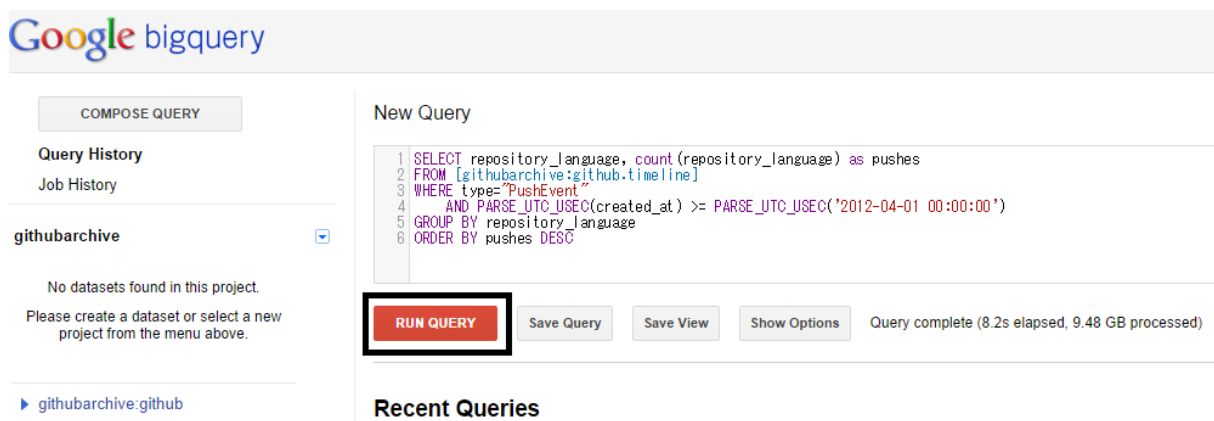 Google bigquery
COMPOSE QUERY
Query History
Job History
githubarchive
No datasets found in this project.
Please create a dataset or select a new
project from the menu above.
githubarchive:github
New Query
1 SELECT repository_language, count(repository_language) as pushes
2 FROM [githubarchive:github.timeline]
3 WHERE type="PushEvent"
4 AND PARSE_UTC_USEC(created_at) >= PARSE_UTC_USEC('2012-04-01 00:00:00')
5 GROUP BY repository_language
6 ORDER BY pushes DESC
RUN QUERY Save Query Save View Show Options Query complete (8.2s elapsed, 9.48 GB processed)
Recent Queries